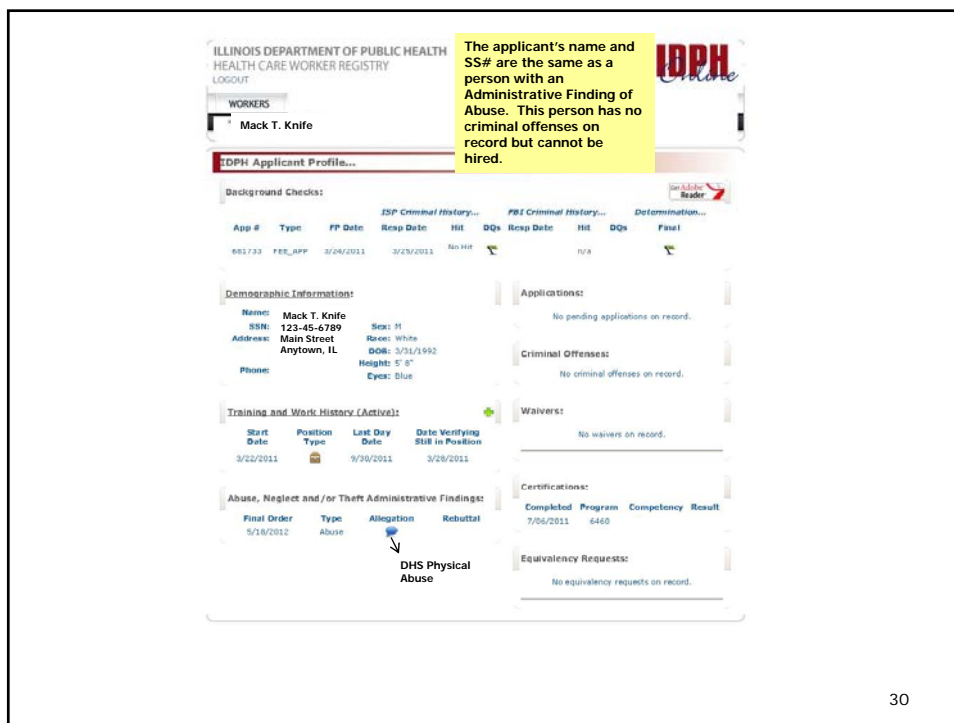 ILLINOIS DEPARTMENT OF PUBLIC HEALTH
HEALTH CARE WORKER REGISTRY
LOGOUT
WORKERS
Mack T. Knife
The applicant's name and
SS# are the same as a
person with an
Administrative Finding of
Abuse. This person has no
criminal offenses on
record but cannot be
hired.
IDPH
Online
IDPH Applicant Profile...
Background Checks:
Get Adobe Reader
ISP Criminal History... FBI Criminal History... Determination...
App # Type FP Date Resp Date Hit DQs Resp Date Hit DQs Final
681733 FEE_APP 3/24/2011 3/25/2011 No Hit n/a
Demographic Information:
Name: Mack T. Knife
SSN: 123-45-6789 Sex: M
Address: Main Street Race: White
Anytown, IL DOB: 3/31/1992
Height: 5' 8"
Phone:
Eyes: Blue
Applications:
No pending applications on record.
Criminal Offenses:
No criminal offenses on record.
Training and Work History (Active):
Start Date Position Type Last Day Date Date Verifying Still in Position
3/22/2011 9/30/2011 3/28/2011
Waivers:
No waivers on record.
Abuse, Neglect and/or Theft Administrative Findings:
Final Order Type Allegation Rebuttal
5/18/2012 Abuse
DHS Physical
Abuse
Certifications:
Completed Program Competency Result
7/06/2011 6460
Equivalency Requests:
No equivalency requests on record.
30